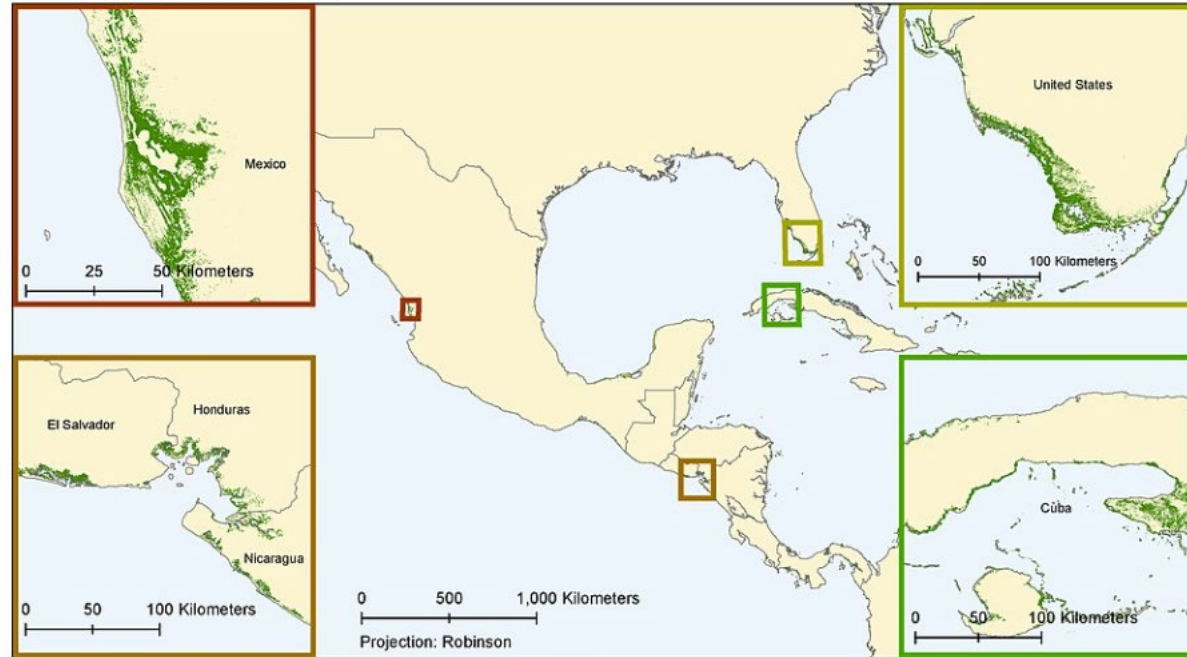 Mexico
0 25 50 Kilometers
United States
0 50 100 Kilometers
El Salvador
Honduras
Nicaragua
0 50 100 Kilometers
0 500 1,000 Kilometers
Projection: Robinson
Cuba
0 50 100 Kilometers